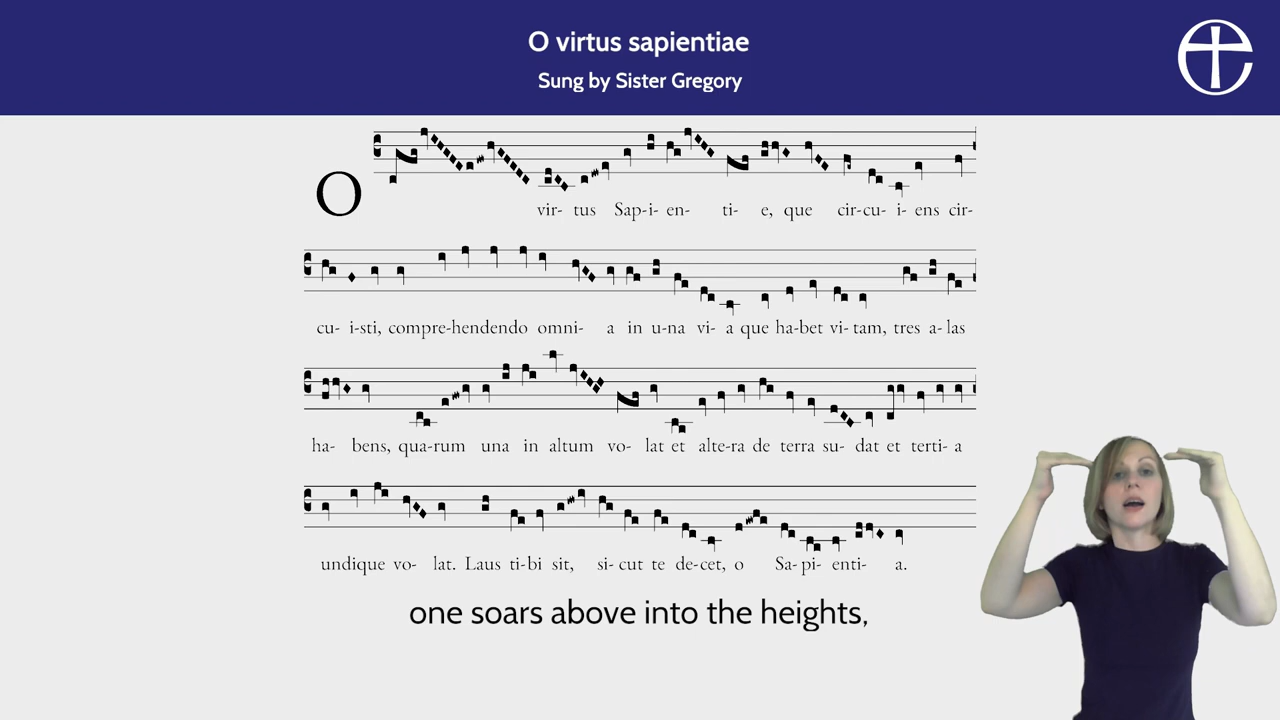 O virtus sapientiae
Sung by Sister Gregory
O vir- tus Sap-i- en- ti- e, que cir-cu- i- ens cir-
cu- i-sti, compre-hendendo omni- a in u-na vi- a que ha-bet vi-tam, tres a-las
ha- bens, qua-rum una in altum vo- lat et alte-ra de terra su- dat et terti- a
undique vo- lat. Laus ti-bi sit, si- cut te de-cet, o Sa-pi- enti- a.
one soars above into the heights,